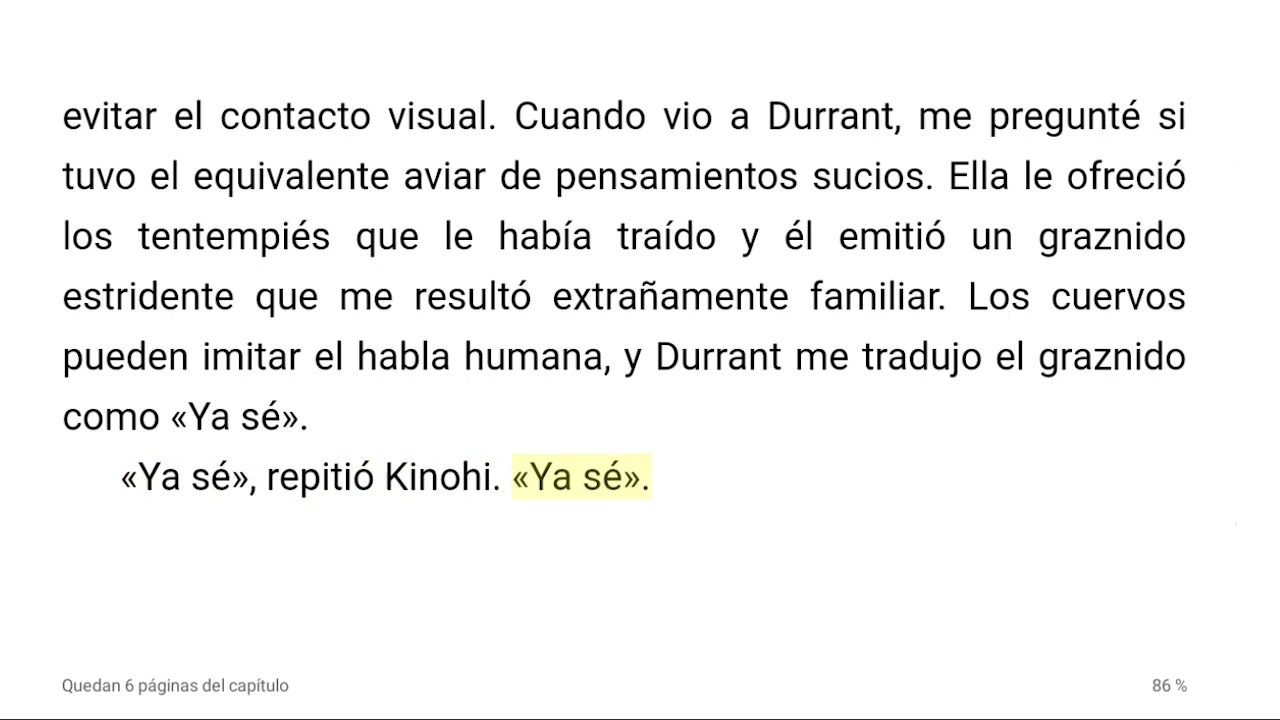 evitar el contacto visual. Cuando vio a Durrant, me pregunté si
tuvo el equivalente aviar de pensamientos sucios. Ella le ofreció
los tentempiés que le había traído y él emitió un graznido
estridente que me resultó extrañamente familiar. Los cuervos
pueden imitar el habla humana, y Durrant me tradujo el graznido
como «Ya sé».
«Ya sé», repitió Kinohi. «Ya sé».
Quedan 6 páginas del capítulo
86 %